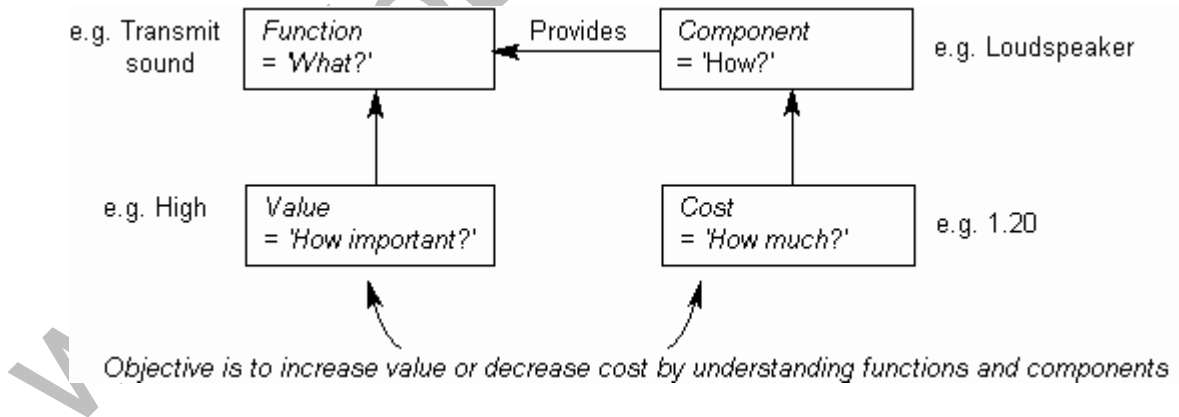 e.g. Transmit
sound
Function
= 'What?'
Provides
Component
= 'How?'
e.g. Loudspeaker
e.g. High
Value
= 'How important?'
Cost
= 'How much?'
e.g. 1.20
Objective is to increase value or decrease cost by understanding functions and components